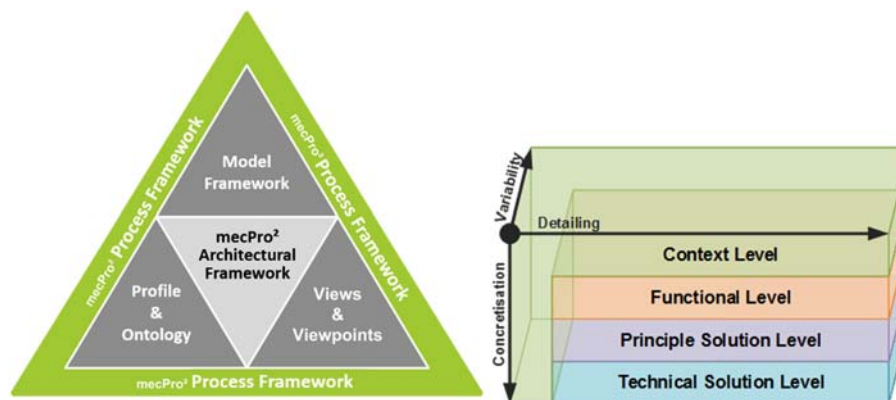 mecPro² Process Framework
mecPro² Process Framework
Model
Framework
mecPro²
Architectural
Framework
Profile
&
Ontology
Views
&
Viewpoints
mecPro² Process Framework
Variability
Detailing
Concretisation
Context Level
Functional Level
Principle Solution Level
Technical Solution Level